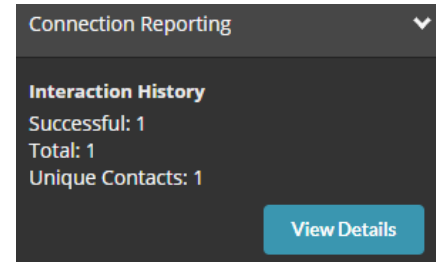 Connection Reporting
Interaction History
Successful: 1
Total: 1
Unique Contacts: 1
View Details